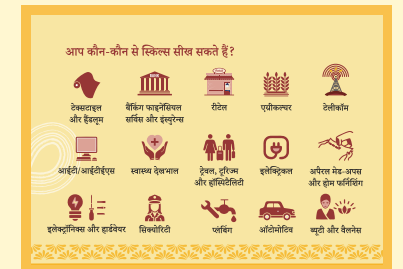 आप कौन-कौन से स्किल्स सीख सकते हैं?
टेक्सटाइल
और हैंडलूम
बैंकिंग फाइनेंसियल
सर्विस और इंश्युरेन्स
रीटेल
एग्रीकल्चर
टेलीकॉम
आईटी/आईटीईएस
स्वास्थ्य देखभाल
ट्रेवल, टूरिज्म
और हॉस्पिटैलिटी
इलेक्ट्रिकल
अपैरल मेड-अपस
और होम फर्निशिंग
इलेक्ट्रॉनिक्स और हार्डवेयर
सिक्योरिटी
प्लंबिंग
ऑटोमोटिव
ब्यूटी और वैलनेस